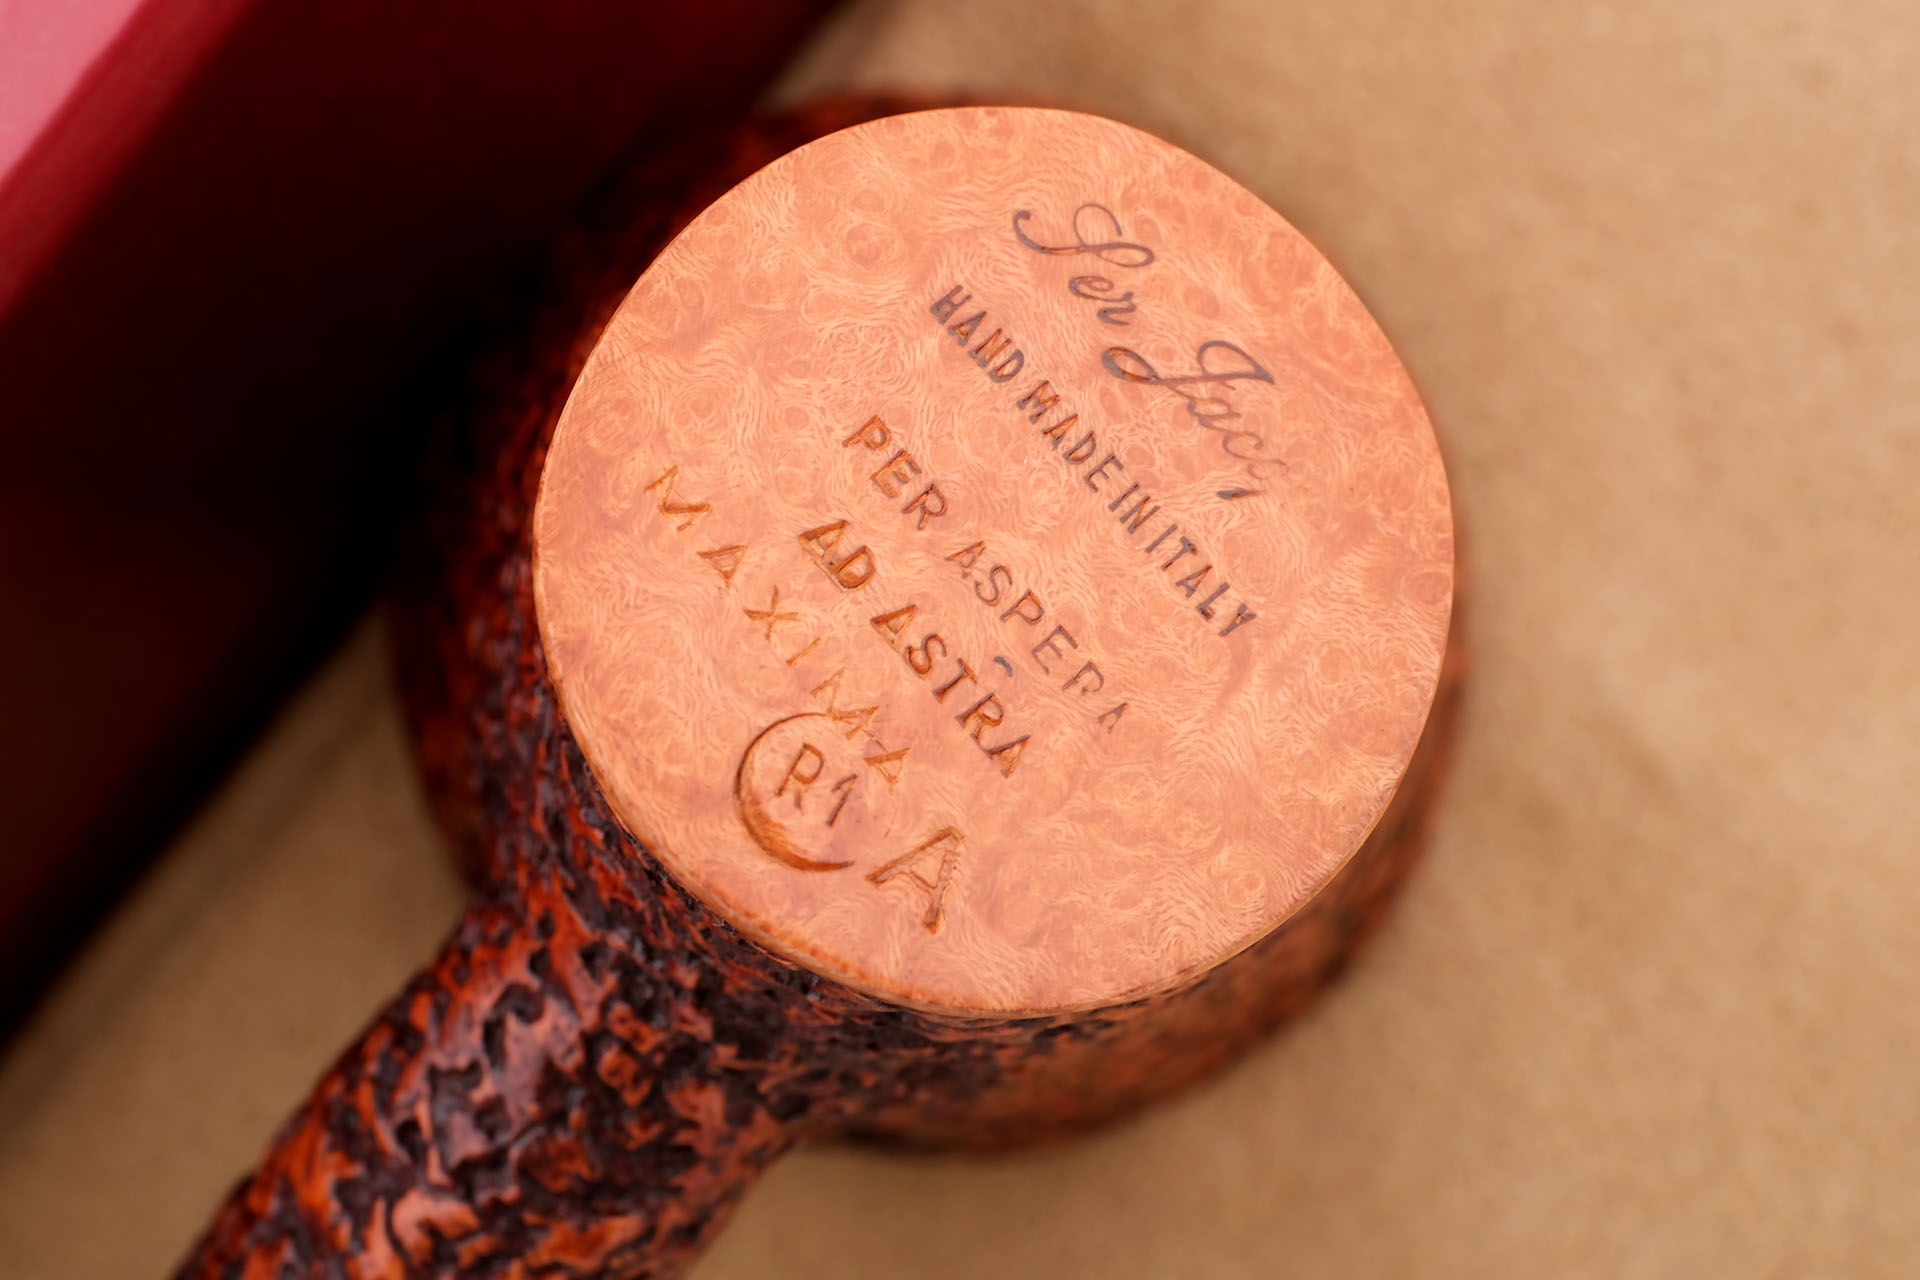 Ser Jacopo
HAND MADE IN ITALY
PER ASPERA
AD ASTRA
MAXIMA
R1
A